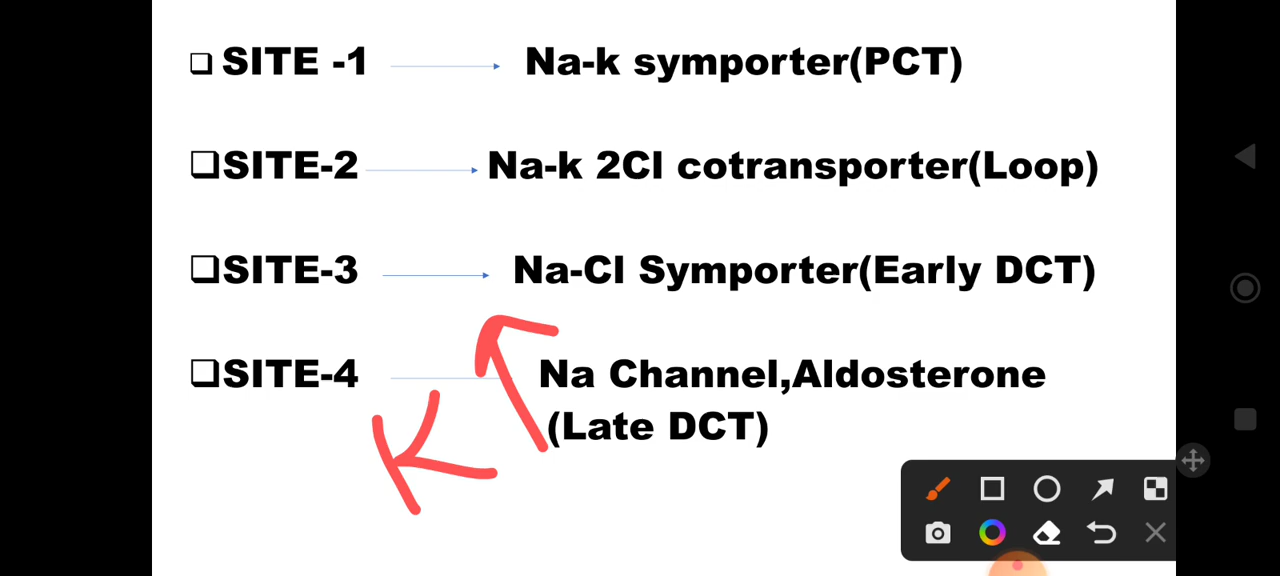 SITE -1 Na-k symporter(PCT)
SITE-2 Na-k 2Cl cotransporter(Loop)
SITE-3 Na-Cl Symporter(Early DCT)
SITE-4 Na Channel,Aldosterone
(Late DCT)
K